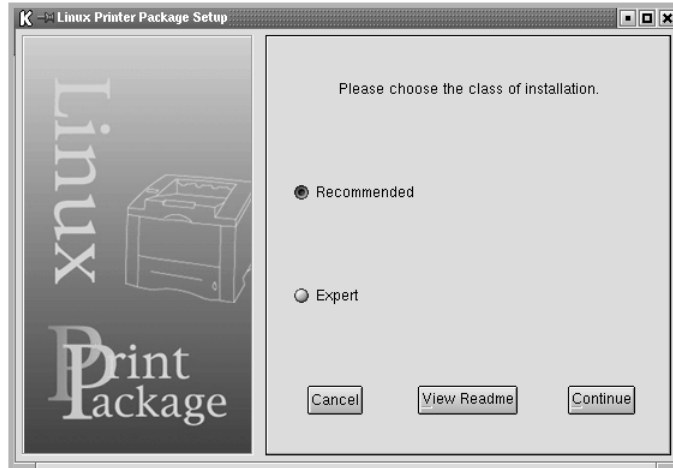 Linux Printer Package Setup
Linux
Print
Package
Please choose the class of installation.
Recommended
Expert
Cancel
View Readme
Continue